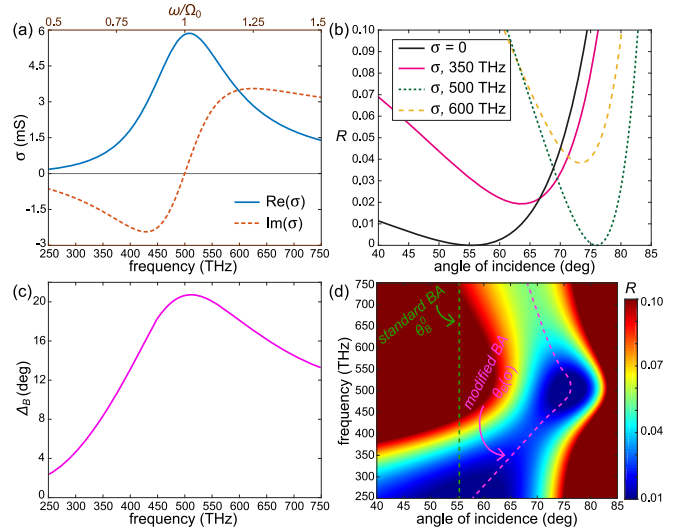 (a)
ω/Ω₀
0.5 0.75 1 1.25 1.5
6
4.5
3
1.5
0
-1.5
-3
σ (mS)
Re(σ)
Im(σ)
250 300 350 400 450 500 550 600 650 700 750
frequency (THz)
(b)
0.10
0.09
0.08
0.07
0.06
0.05
0.04
0.03
0.02
0.01
0
R
σ = 0
σ, 350 THz
σ, 500 THz
σ, 600 THz
40 45 50 55 60 65 70 75 80 85
angle of incidence (deg)
(c)
20
16
12
8
4
0
Δ_B (deg)
250 300 350 400 450 500 550 600 650 700 750
frequency (THz)
(d)
750
700
650
600
550
500
450
400
350
300
250
frequency (THz)
standard BA
θ_B^0
modified BA
θ_B(σ)
40 45 50 55 60 65 70 75 80 85
angle of incidence (deg)
R
0.10
0.07
0.04
0.01